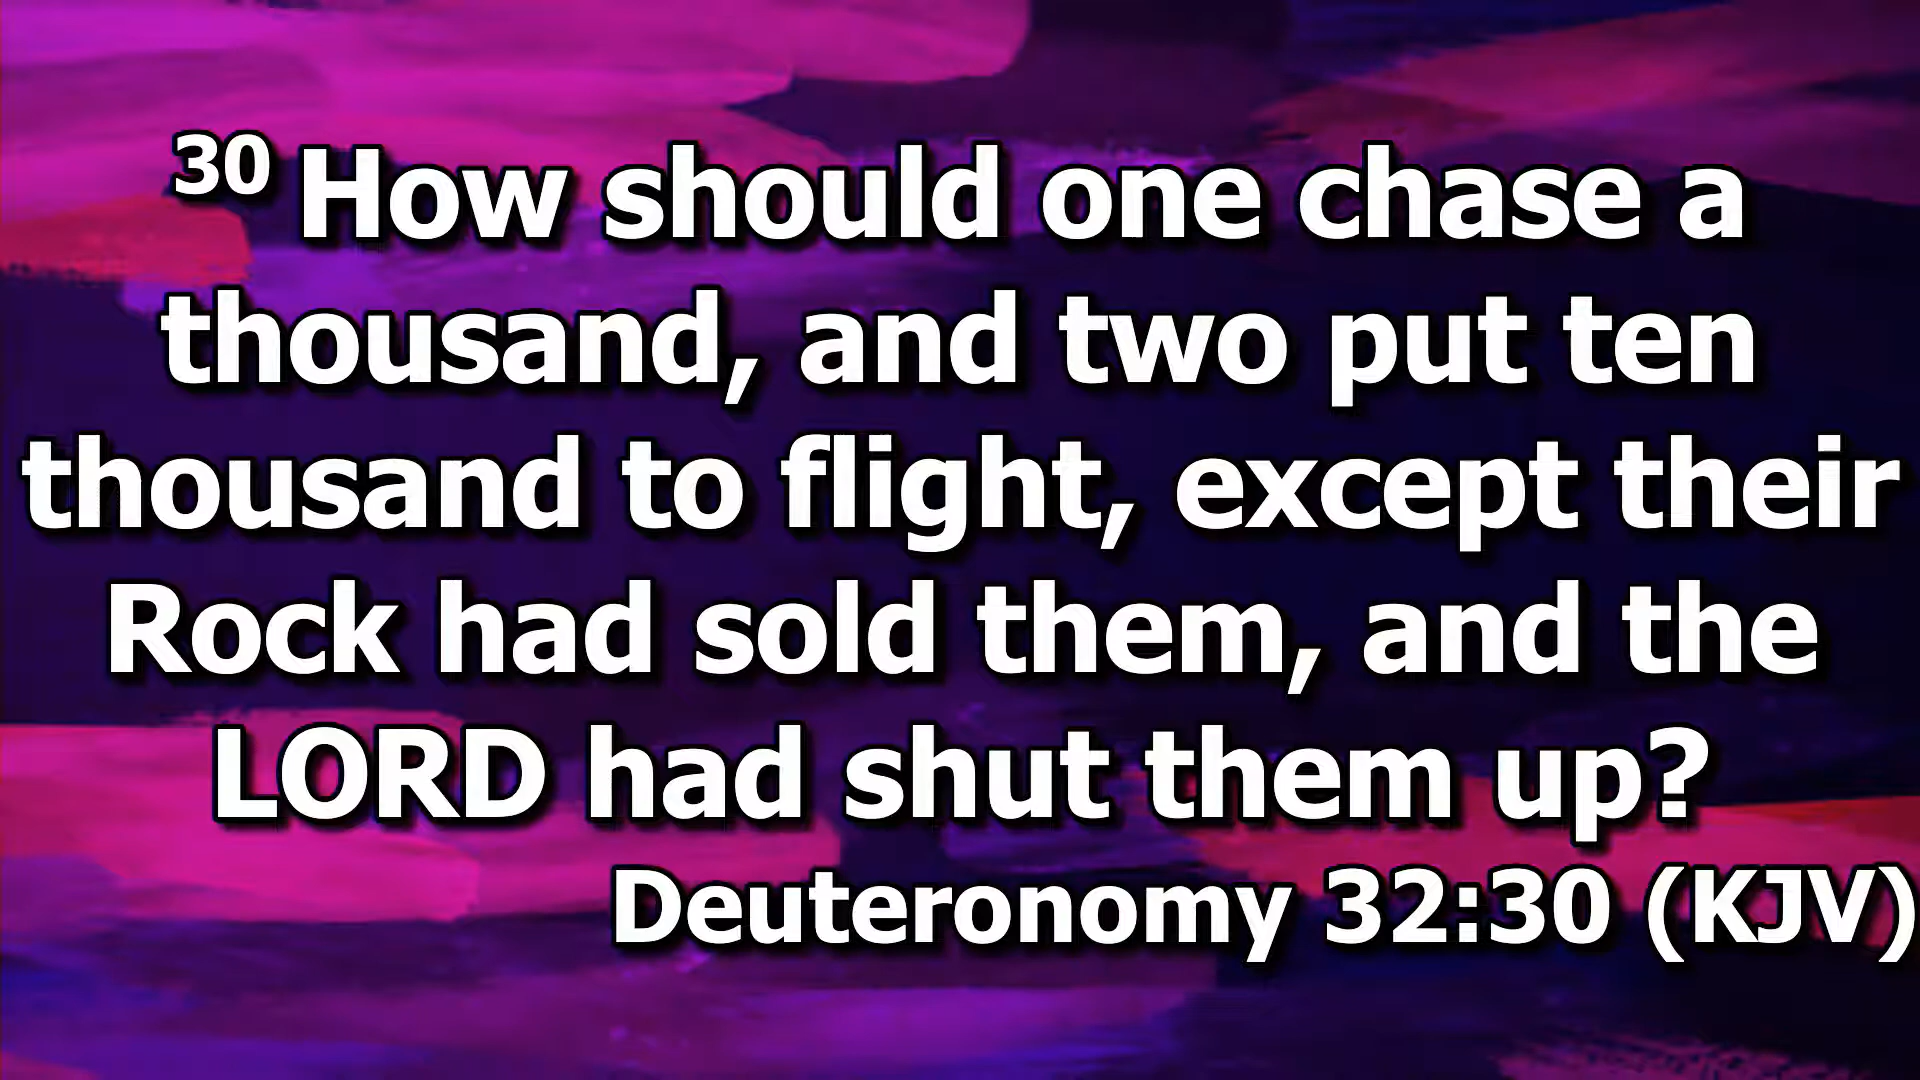 30 How should one chase a
thousand, and two put ten
thousand to flight, except their
Rock had sold them, and the
LORD had shut them up?
Deuteronomy 32:30 (KJV)